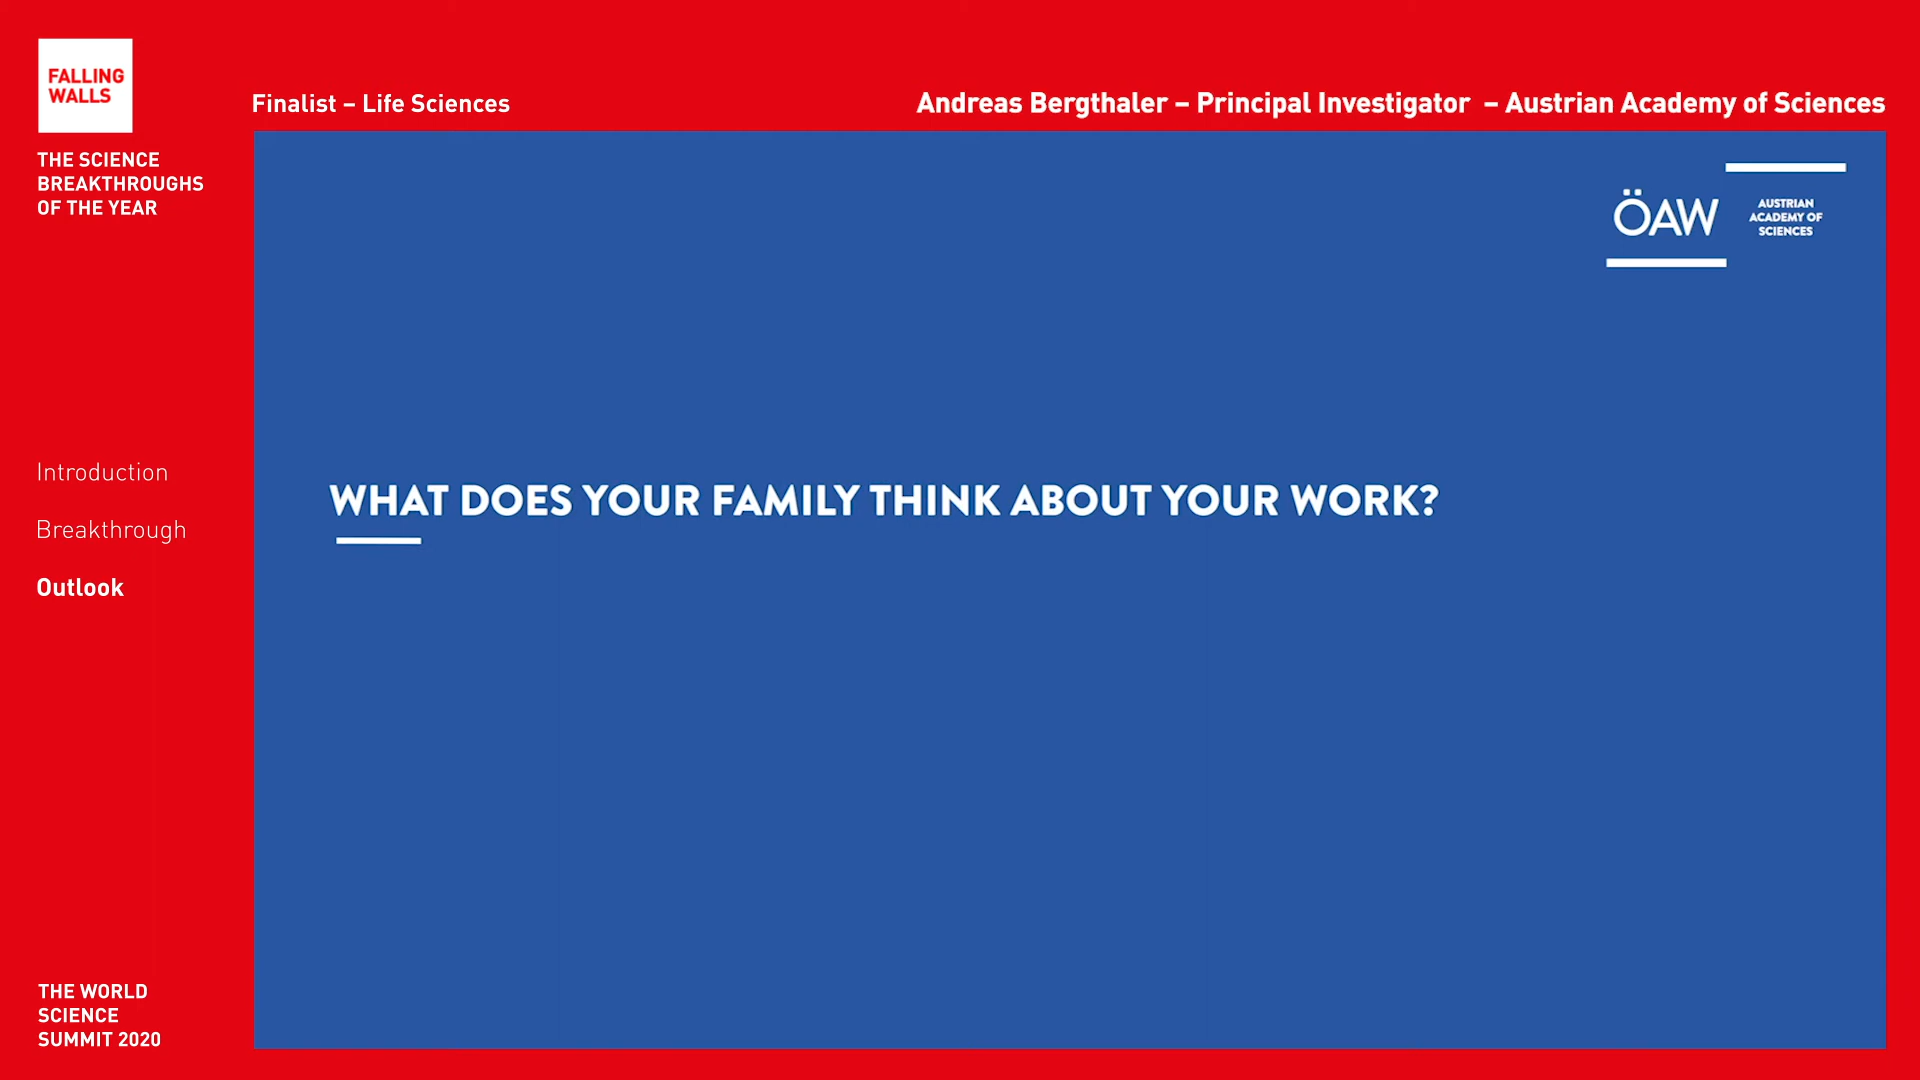 FALLING
WALLS
THE SCIENCE
BREAKTHROUGHS
OF THE YEAR
Finalist – Life Sciences
Andreas Bergthaler – Principal Investigator – Austrian Academy of Sciences
ÖAW
AUSTRIAN
ACADEMY OF
SCIENCES
Introduction
Breakthrough
Outlook
WHAT DOES YOUR FAMILY THINK ABOUT YOUR WORK?
THE WORLD
SCIENCE
SUMMIT 2020